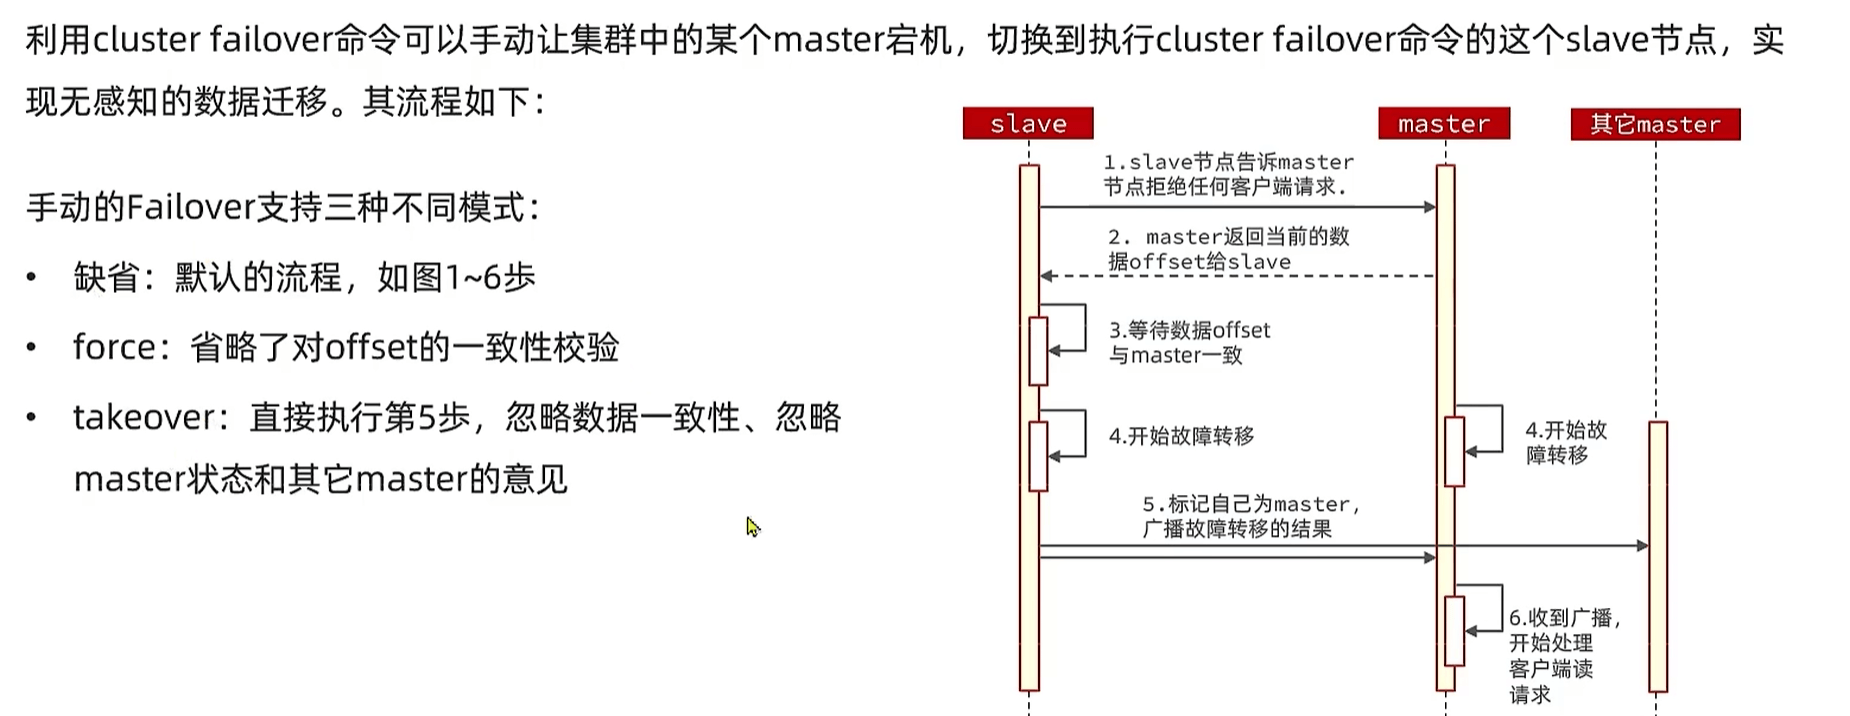 利用cluster failover命令可以手动让集群中的某个master宕机，切换到执行cluster failover命令的这个slave节点，实
现无感知的数据迁移。其流程如下：
手动的Failover支持三种不同模式：
• 缺省：默认的流程，如图1~6歩
• force：省略了对offset的一致性校验
• takeover：直接执行第5歩，忽略数据一致性、忽略
master状态和其它master的意见
slave
master
其它master
1.slave节点告诉master
节点拒绝任何客户端请求.
2. master返回当前的数
据offset给slave
3.等待数据offset
与master一致
4.开始故障转移
4.开始故
障转移
5.标记自己为master，
广播故障转移的结果
6.收到广播，
开始处理
客户端读
请求